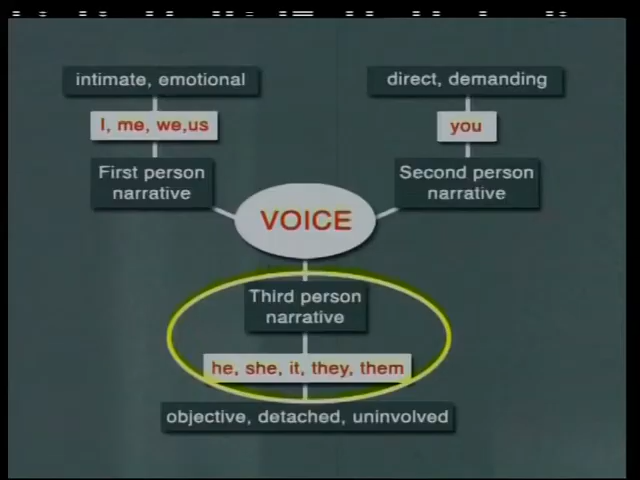 intimate, emotional
I, me, we,us
First person
narrative
direct, demanding
you
Second person
narrative
VOICE
Third person
narrative
he, she, it, they, them
objective, detached, uninvolved